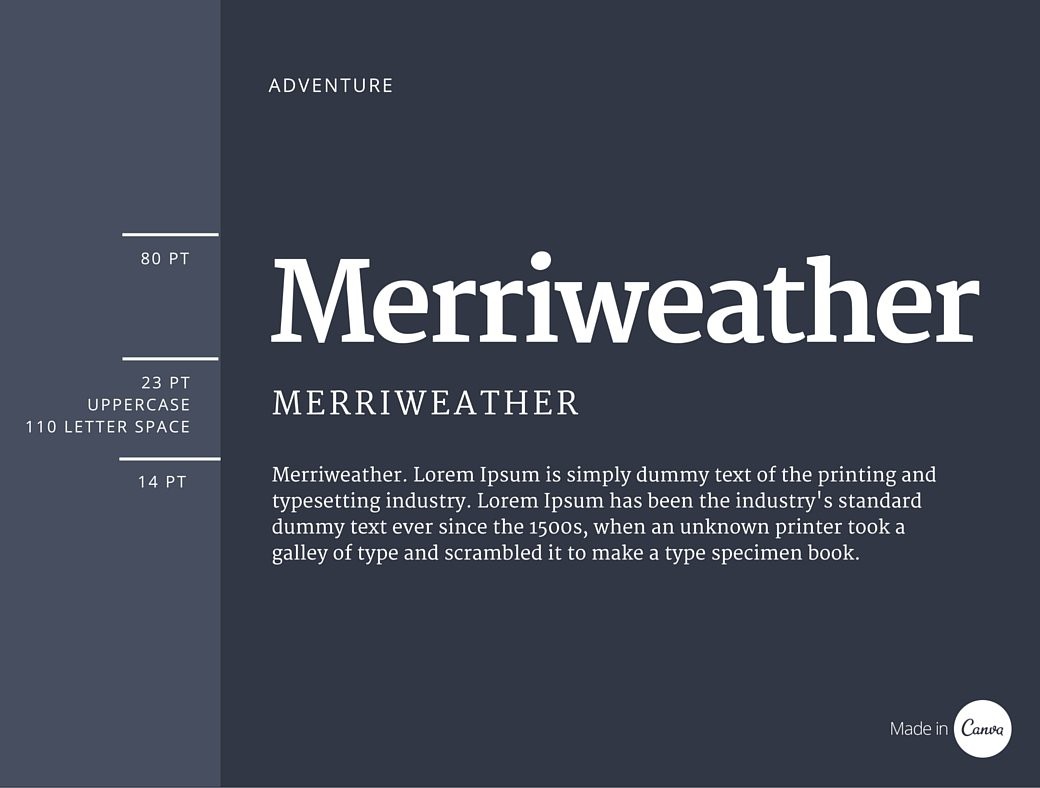 ADVENTURE
80 PT
Merriweather
23 PT
UPPERCASE
110 LETTER SPACE
MERRIWEATHER
14 PT
Merriweather. Lorem Ipsum is simply dummy text of the printing and
typesetting industry. Lorem Ipsum has been the industry's standard
dummy text ever since the 1500s, when an unknown printer took a
galley of type and scrambled it to make a type specimen book.
Made in Canva